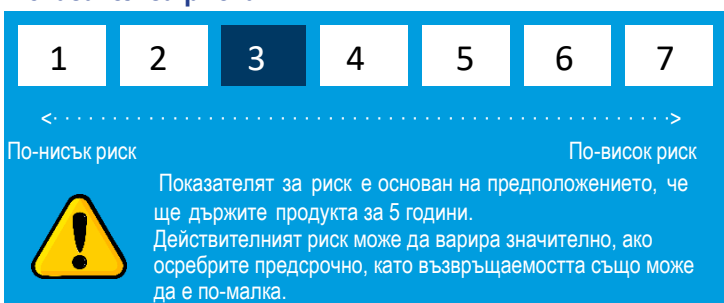 1 2 3 4 5 6 7
<· · · · · · · · · · · · · · · · · · · · · · · · · · · · · · · · · · · · · · · · · · · · · · · · · · · · · · ·>
По-нисък риск По-висок риск
Показателят за риск е основан на предположението, че
ще държите продукта за 5 години.
Действителният риск може да варира значително, ако
осребрите предсрочно, като възвръщаемостта също може
да е по-малка.